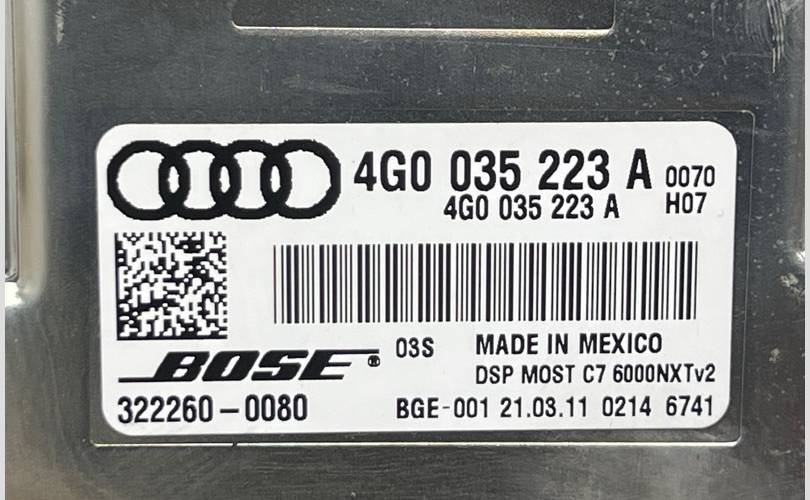 4G0 035 223 A 0070
4G0 035 223 A H07
BOSE® 03S MADE IN MEXICO
DSP MOST C7 6000NXTv2
322260-0080 BGE-001 21.03.11 0214 6741